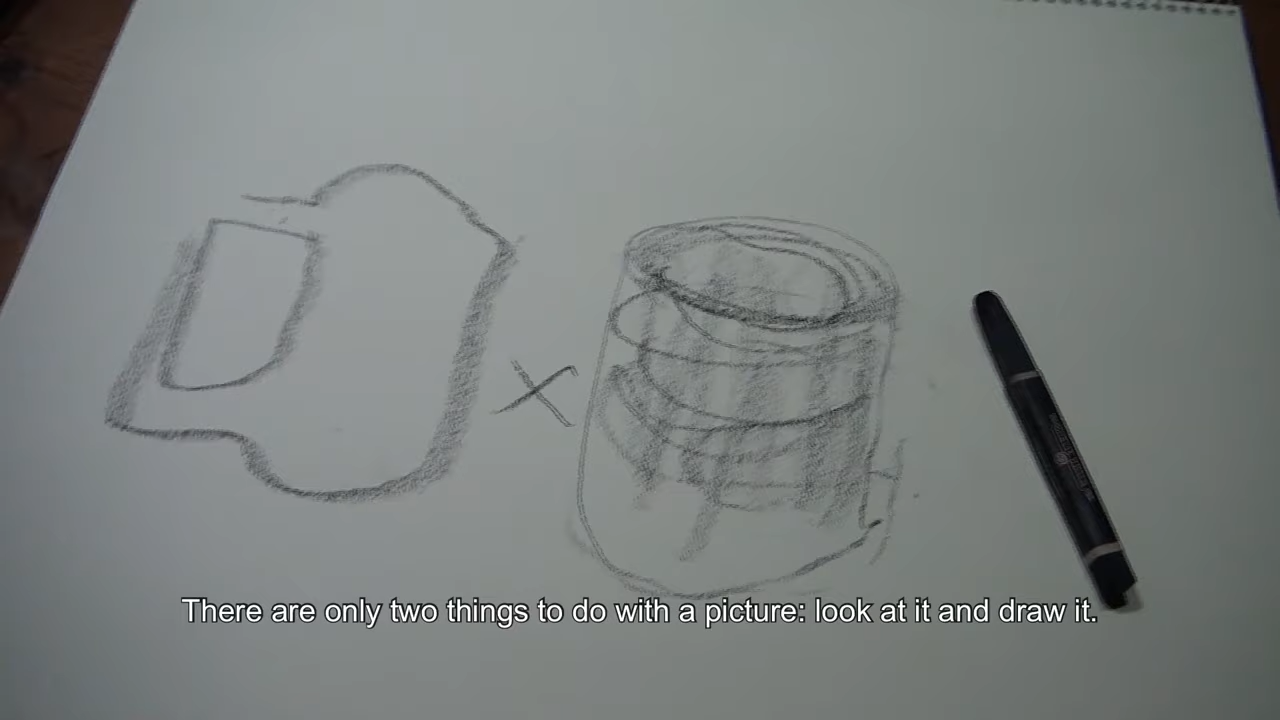 There are only two things to do with a picture: look at it and draw it.